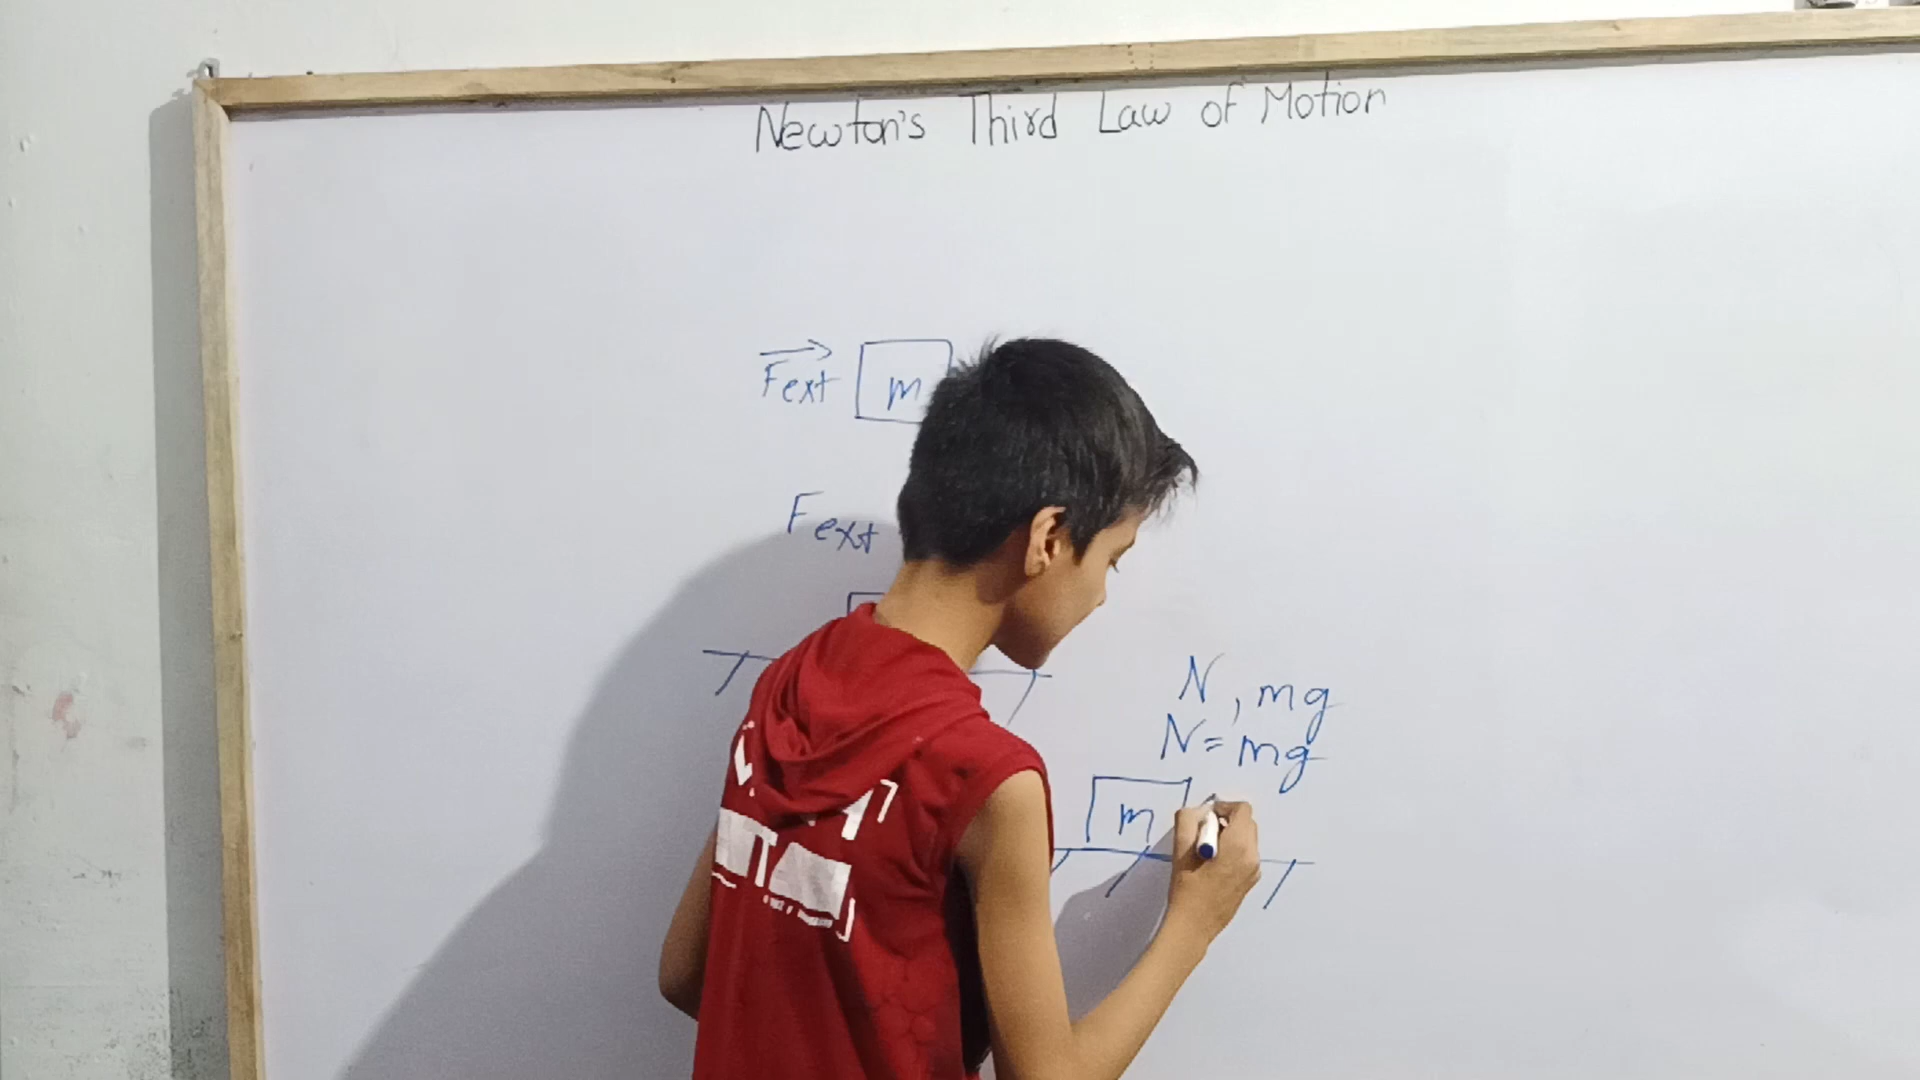 Newton's Third Law of Motion
Fext m
Fext
N, mg
N = mg
m